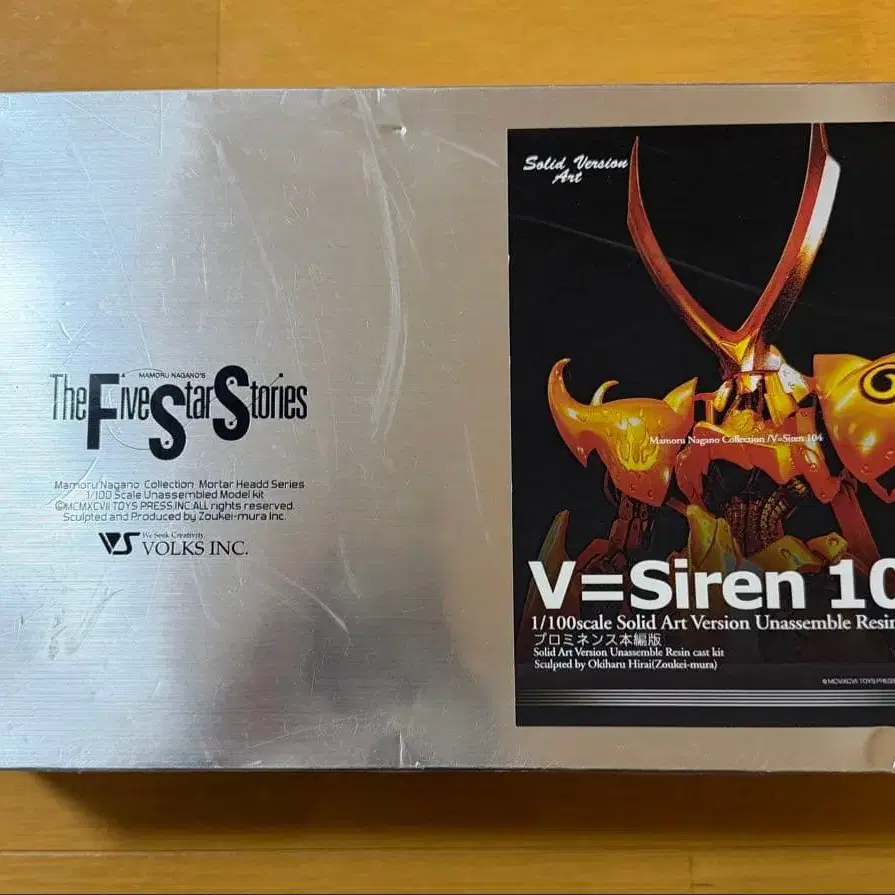 MAMORU NAGANO'S
The Five Star Stories
Mamoru Nagano Collection Mortar Headd Series
1/100 Scale Unassembled Model kit
©MCMXCVII TOYS PRESS,INC.ALL rights reserved.
Sculpted and Produced by Zoukei-mura Inc.
We Seek Creativity
VS VOLKS INC.
Solid Version
Art
Mamoru Nagano Collection /V=Siren 104
V=Siren 10
1/100scale Solid Art Version Unassemble Resin
プロミネンス本編版
Solid Art Version Unassemble Resin cast kit
Sculpted by Okiharu Hirai(Zoukei-mura)
©MCMXCVII TOYS PRESS